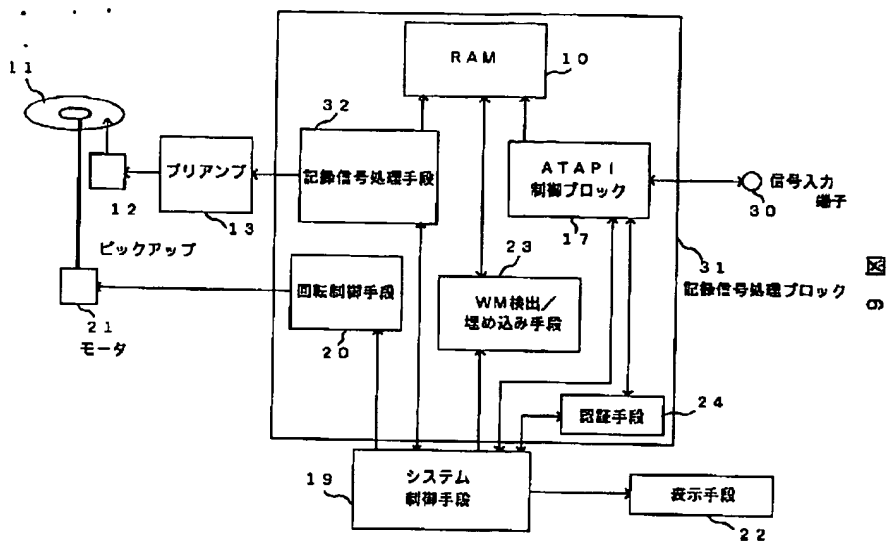 11
12
ピックアップ
プリアンプ
13
21
モータ
32
記録信号処理手段
回転制御手段
20
RAM
10
ATAPI
制御ブロック
17
23
WM検出/
埋め込み手段
認証手段
24
信号入力
端子
30
31
記録信号処理ブロック
19
システム
制御手段
表示手段
22
図 9